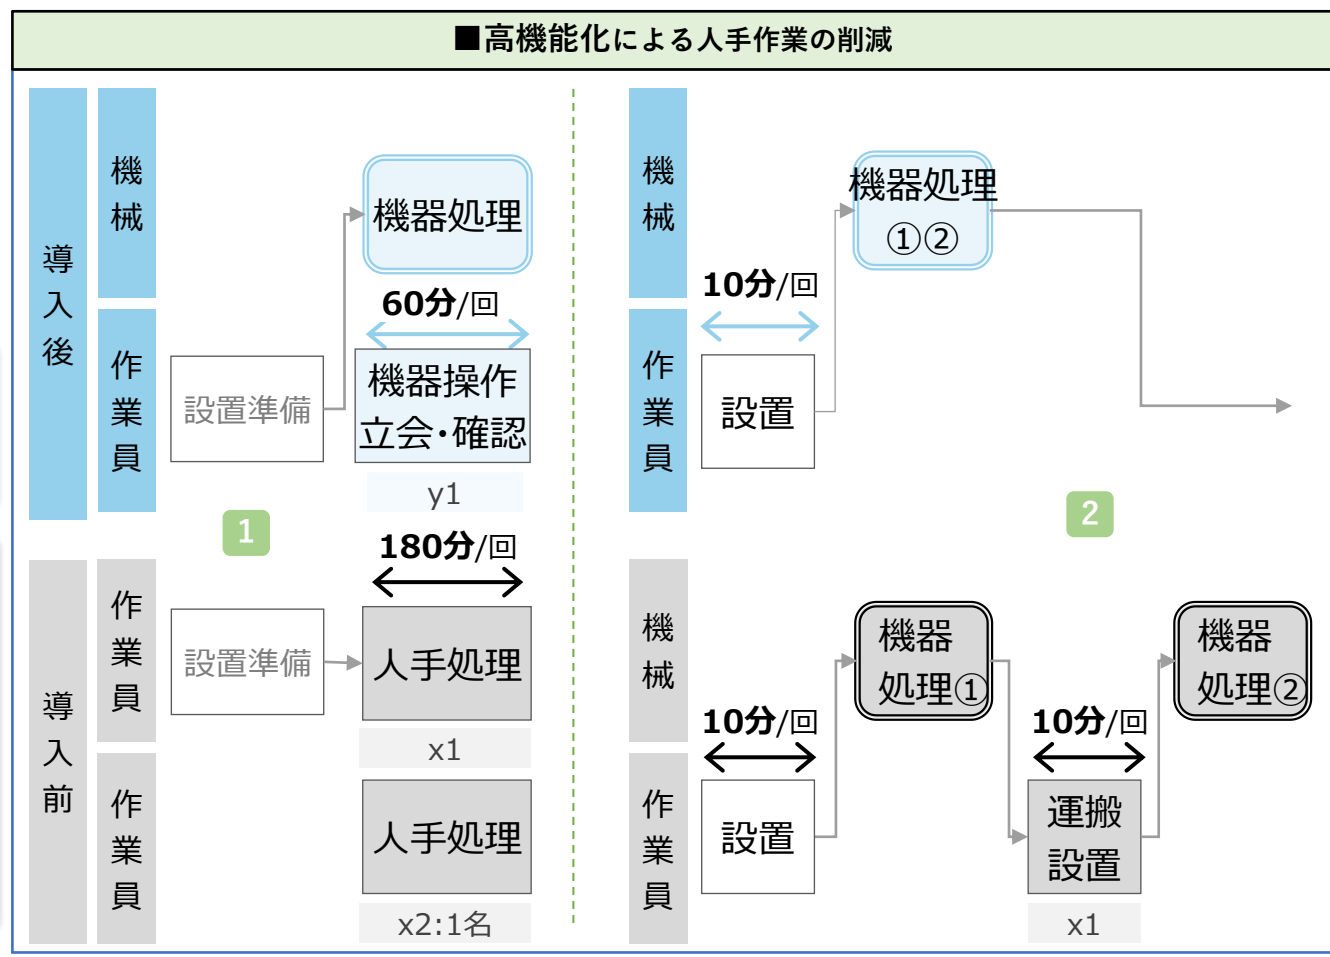 ■高機能化による人手作業の削減
導入後
機械
作業員
機器処理
60分/回
設置準備
機器操作
立会・確認
y1
1
導入前
作業員
作業員
180分/回
設置準備
人手処理
x1
人手処理
x2:1名
機械
作業員
機器処理
①②
10分/回
設置
2
機械
作業員
機器
処理①
機器
処理②
10分/回
10分/回
設置
運搬
設置
x1